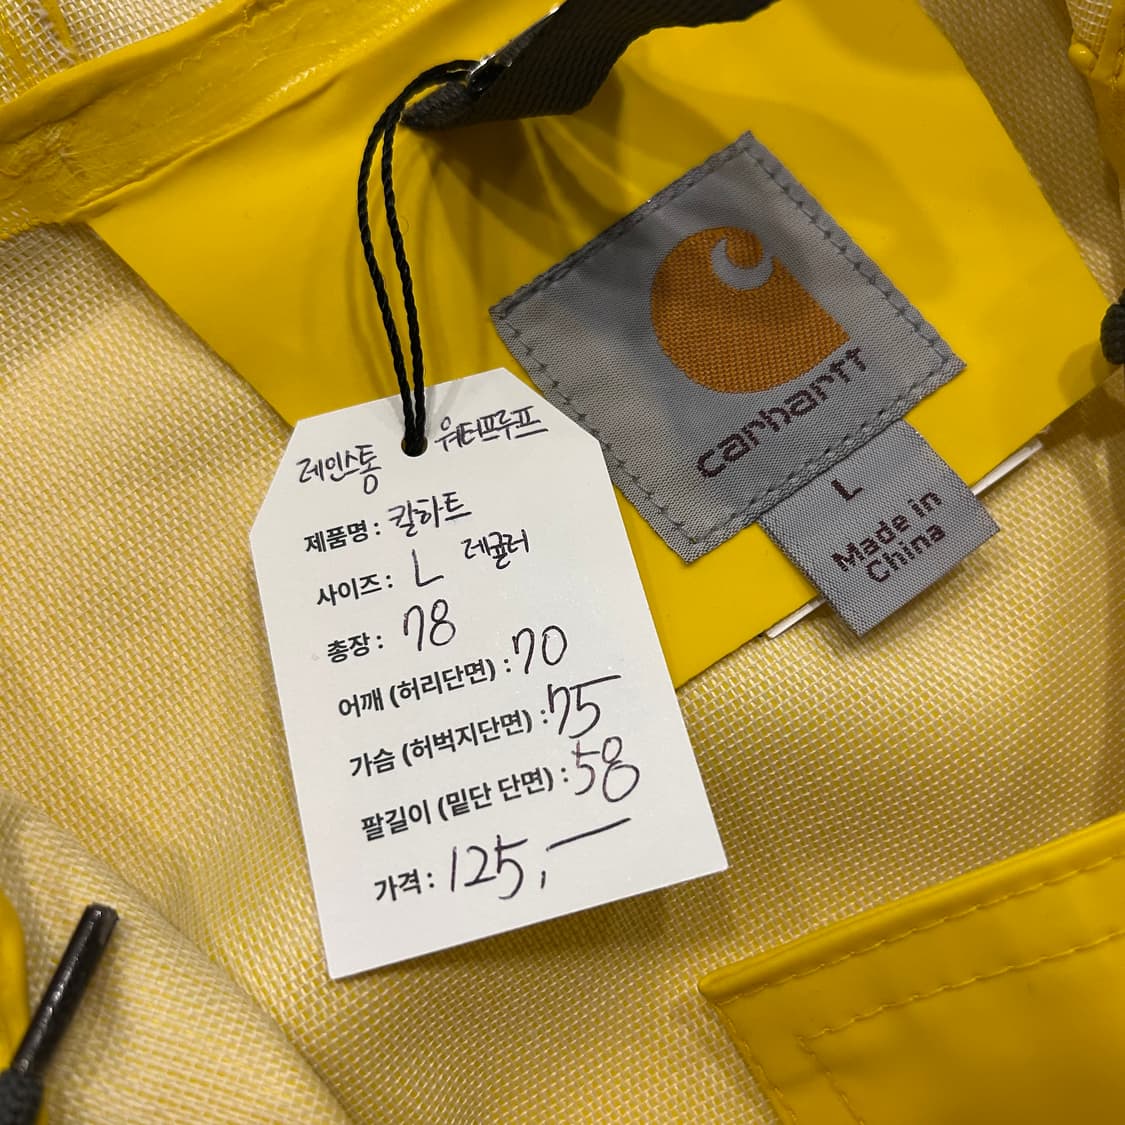 레인스톰 워터프루프
제품명 : 칼하트
사이즈 : L 레귤러
총장 : 78
어깨 (허리단면) : 70
가슴 (허벅지단면) : 75
팔길이 (밑단 단면) : 58
가격 : 125,—
carhartt
L
Made in
China